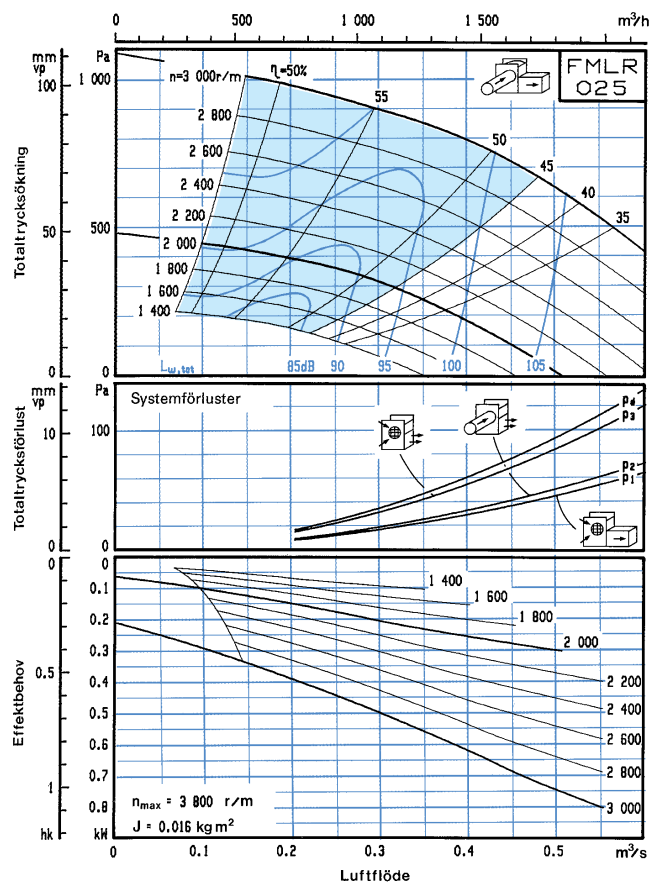 0 500 1 000 1 500 m³/h
mm vp
Pa
FMLR
025
n=3 000r/m
η=50%
55
50
45
40
35
1 000
100
2 800
2 600
2 400
2 200
2 000
1 800
1 600
1 400
500
50
0
0
Totaltrycksökning
Lw,tot 85dB 90 95 100 105
mm vp
Pa
Systemförluster
Totaltrycksförlust
10
100
0
0
p4
p3
p2
p1
0 0
0.1
0.2
0.3
0.4
0.5
0.6
0.7
0.8
kW
0.5
1
hk
Effektbehov
1 400
1 600
1 800
2 000
2 200
2 400
2 600
2 800
3 000
nmax = 3 800 r/m
J = 0.016 kg m²
0 0.1 0.2 0.3 0.4 0.5 m³/s
Luftflöde